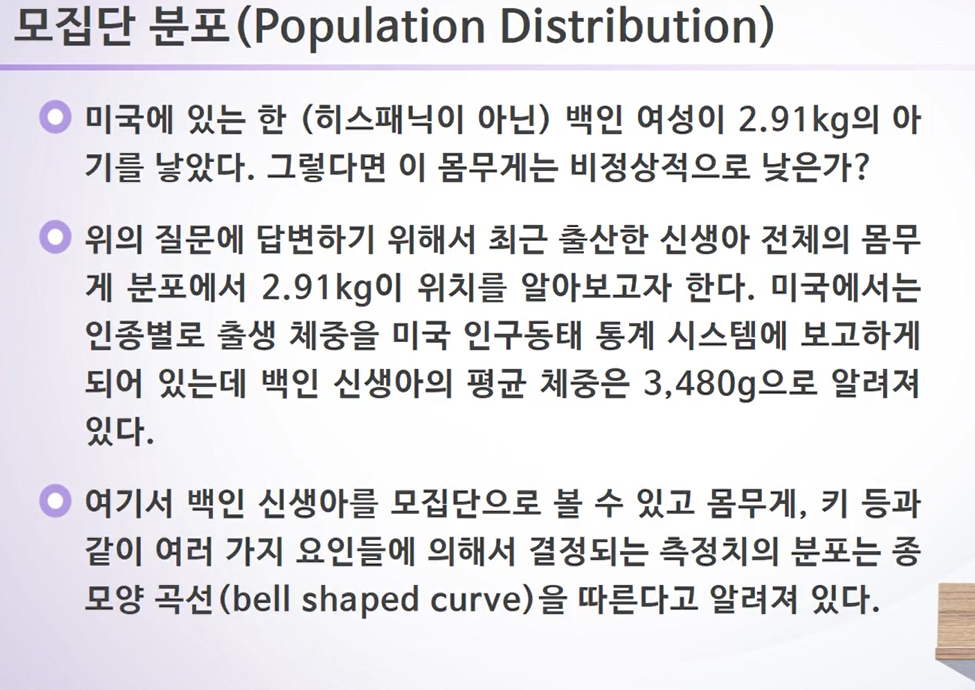 모집단 분포(Population Distribution)
미국에 있는 한 (히스패닉이 아닌) 백인 여성이 2.91kg의 아
기를 낳았다. 그렇다면 이 몸무게는 비정상적으로 낮은가?
위의 질문에 답변하기 위해서 최근 출산한 신생아 전체의 몸무
게 분포에서 2.91kg이 위치를 알아보고자 한다. 미국에서는
인종별로 출생 체중을 미국 인구동태 통계 시스템에 보고하게
되어 있는데 백인 신생아의 평균 체중은 3,480g으로 알려져
있다.
여기서 백인 신생아를 모집단으로 볼 수 있고 몸무게, 키 등과
같이 여러 가지 요인들에 의해서 결정되는 측정치의 분포는 종
모양 곡선(bell shaped curve)을 따른다고 알려져 있다.